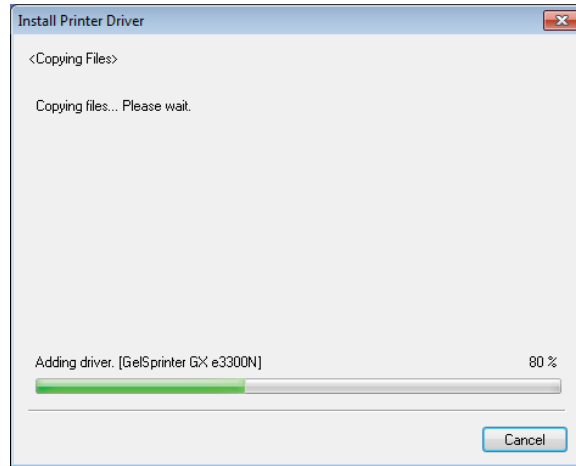 Install Printer Driver
<Copying Files>
Copying files... Please wait.
Adding driver. [GelSprinter GX e3300N] 80 %
Cancel